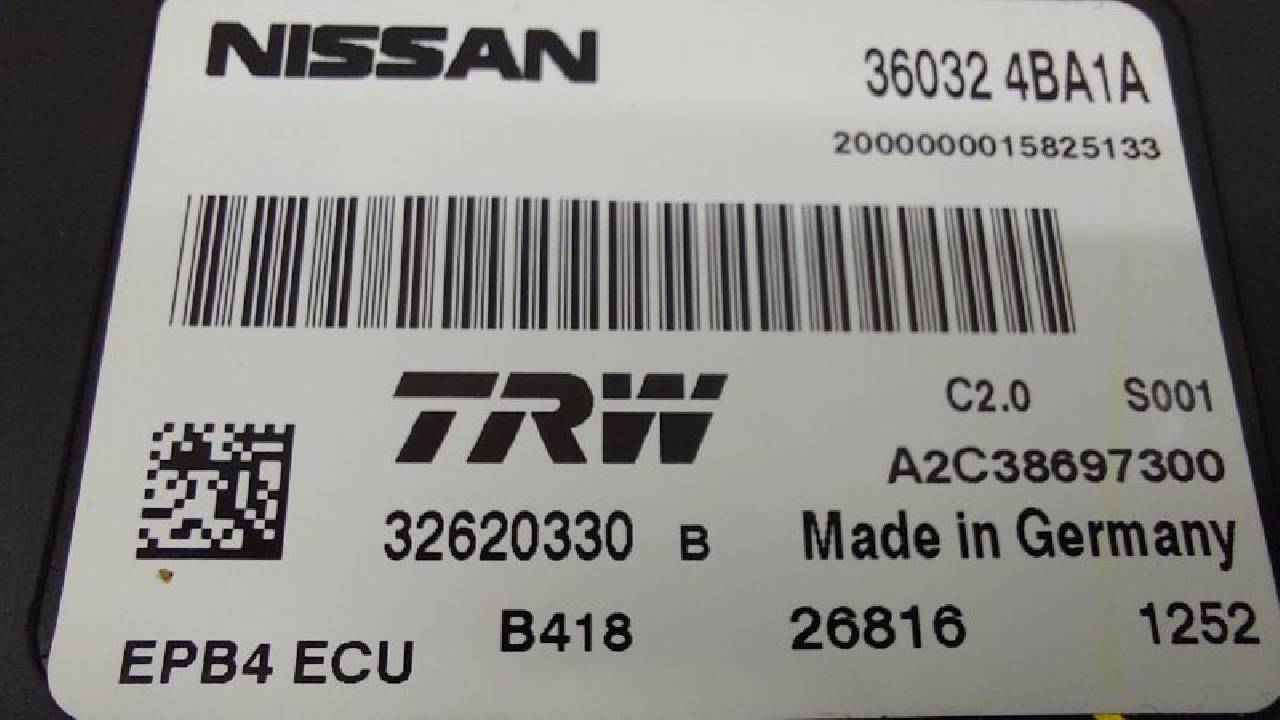 NISSAN
36032 4BA1A
2000000015825133
TRW
C2.0 S001
A2C38697300
32620330 B
Made in Germany
EPB4 ECU
B418
26816
1252